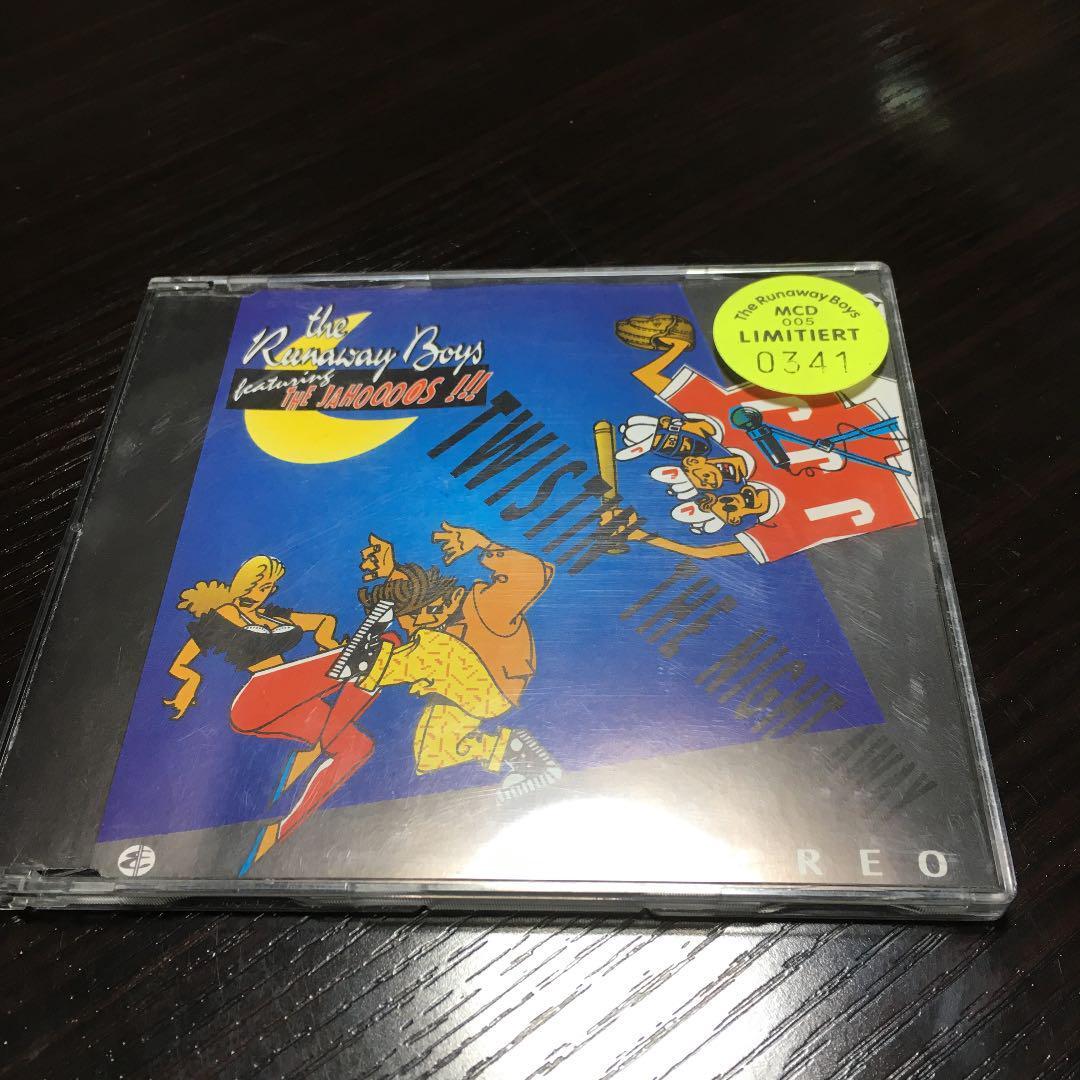 the
Runaway Boys
featuring
THE JAHOOOOS !!!
The Runaway Boys
MCD
005
LIMITIERT
0341
TWISTIN' THE NIGHT AWAY
J
J
J
REO